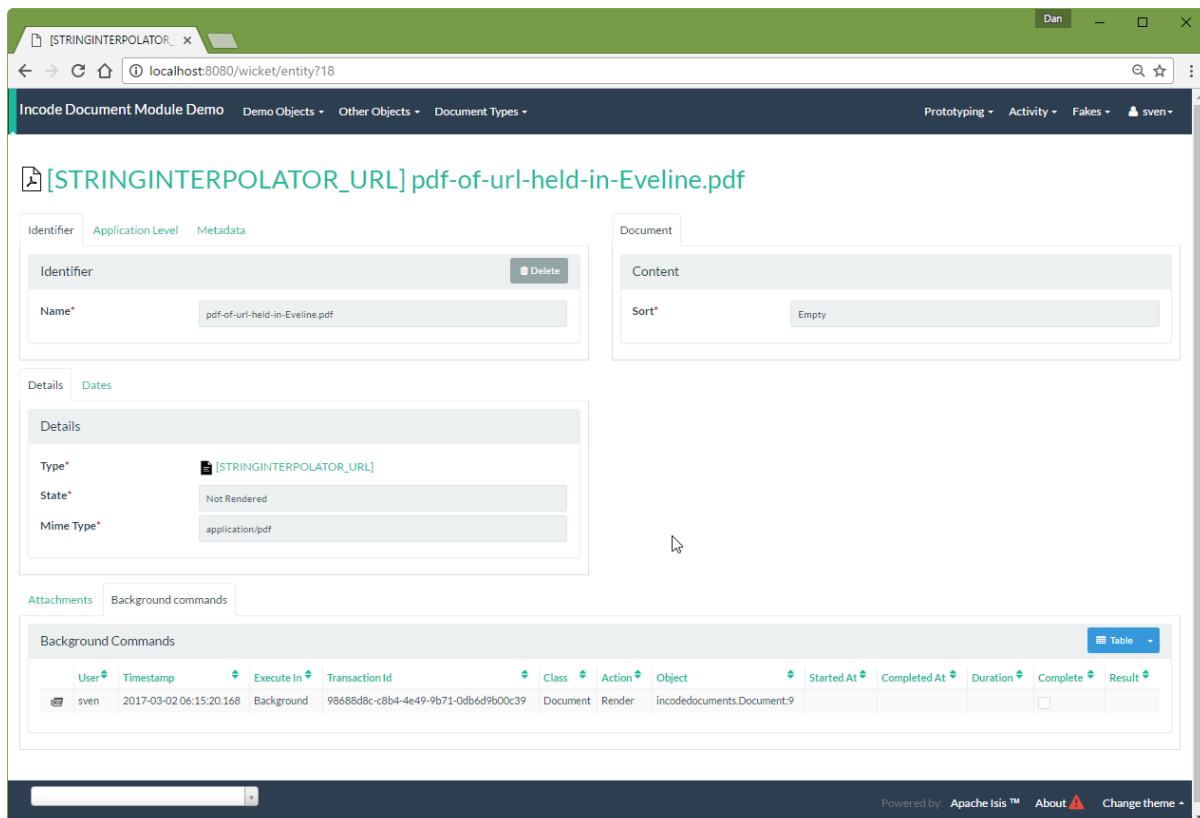 Dan
[STRINGINTERPOLATOR_
localhost:8080/wicket/entity?18
Incode Document Module Demo Demo Objects Other Objects Document Types Prototyping Activity Fakes sven
[STRINGINTERPOLATOR_URL] pdf-of-url-held-in-Eveline.pdf
Identifier Application Level Metadata
Identifier Delete
Name* pdf-of-url-held-in-Eveline.pdf
Document
Content
Sort* Empty
Details Dates
Details
Type* [STRINGINTERPOLATOR_URL]
State* Not Rendered
Mime Type* application/pdf
Attachments Background commands
Background Commands Table
User Timestamp Execute In Transaction Id Class Action Object Started At Completed At Duration Complete Result
sven 2017-03-02 06:15:20.168 Background 98688d8c-c8b4-4e49-9b71-0db6d9b00c39 Document Render incodedocuments.Document:9
Powered by: Apache Isis ™ About Change theme